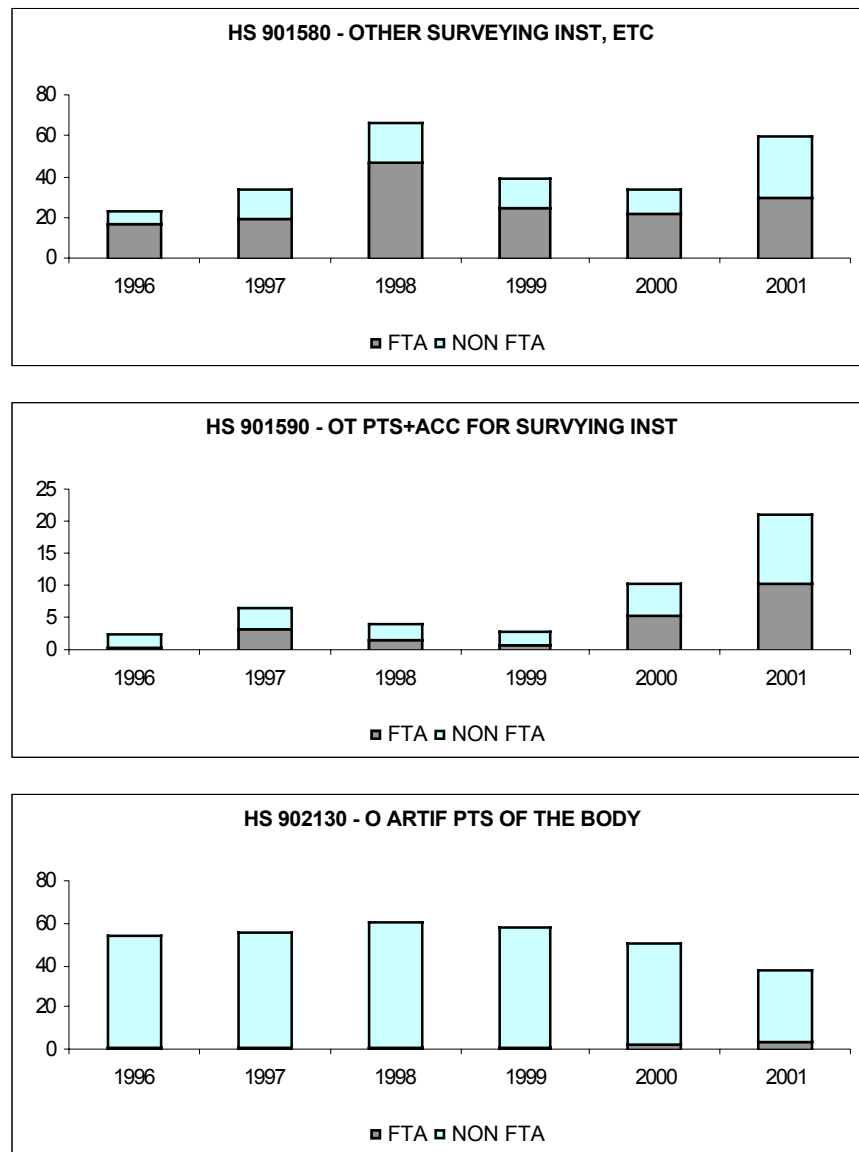 HS 901580 - OTHER SURVEYING INST, ETC
80
60
40
20
0
1996 1997 1998 1999 2000 2001
FTA NON FTA
HS 901590 - OT PTS+ACC FOR SURVYING INST
25
20
15
10
5
0
1996 1997 1998 1999 2000 2001
FTA NON FTA
HS 902130 - O ARTIF PTS OF THE BODY
80
60
40
20
0
1996 1997 1998 1999 2000 2001
FTA NON FTA